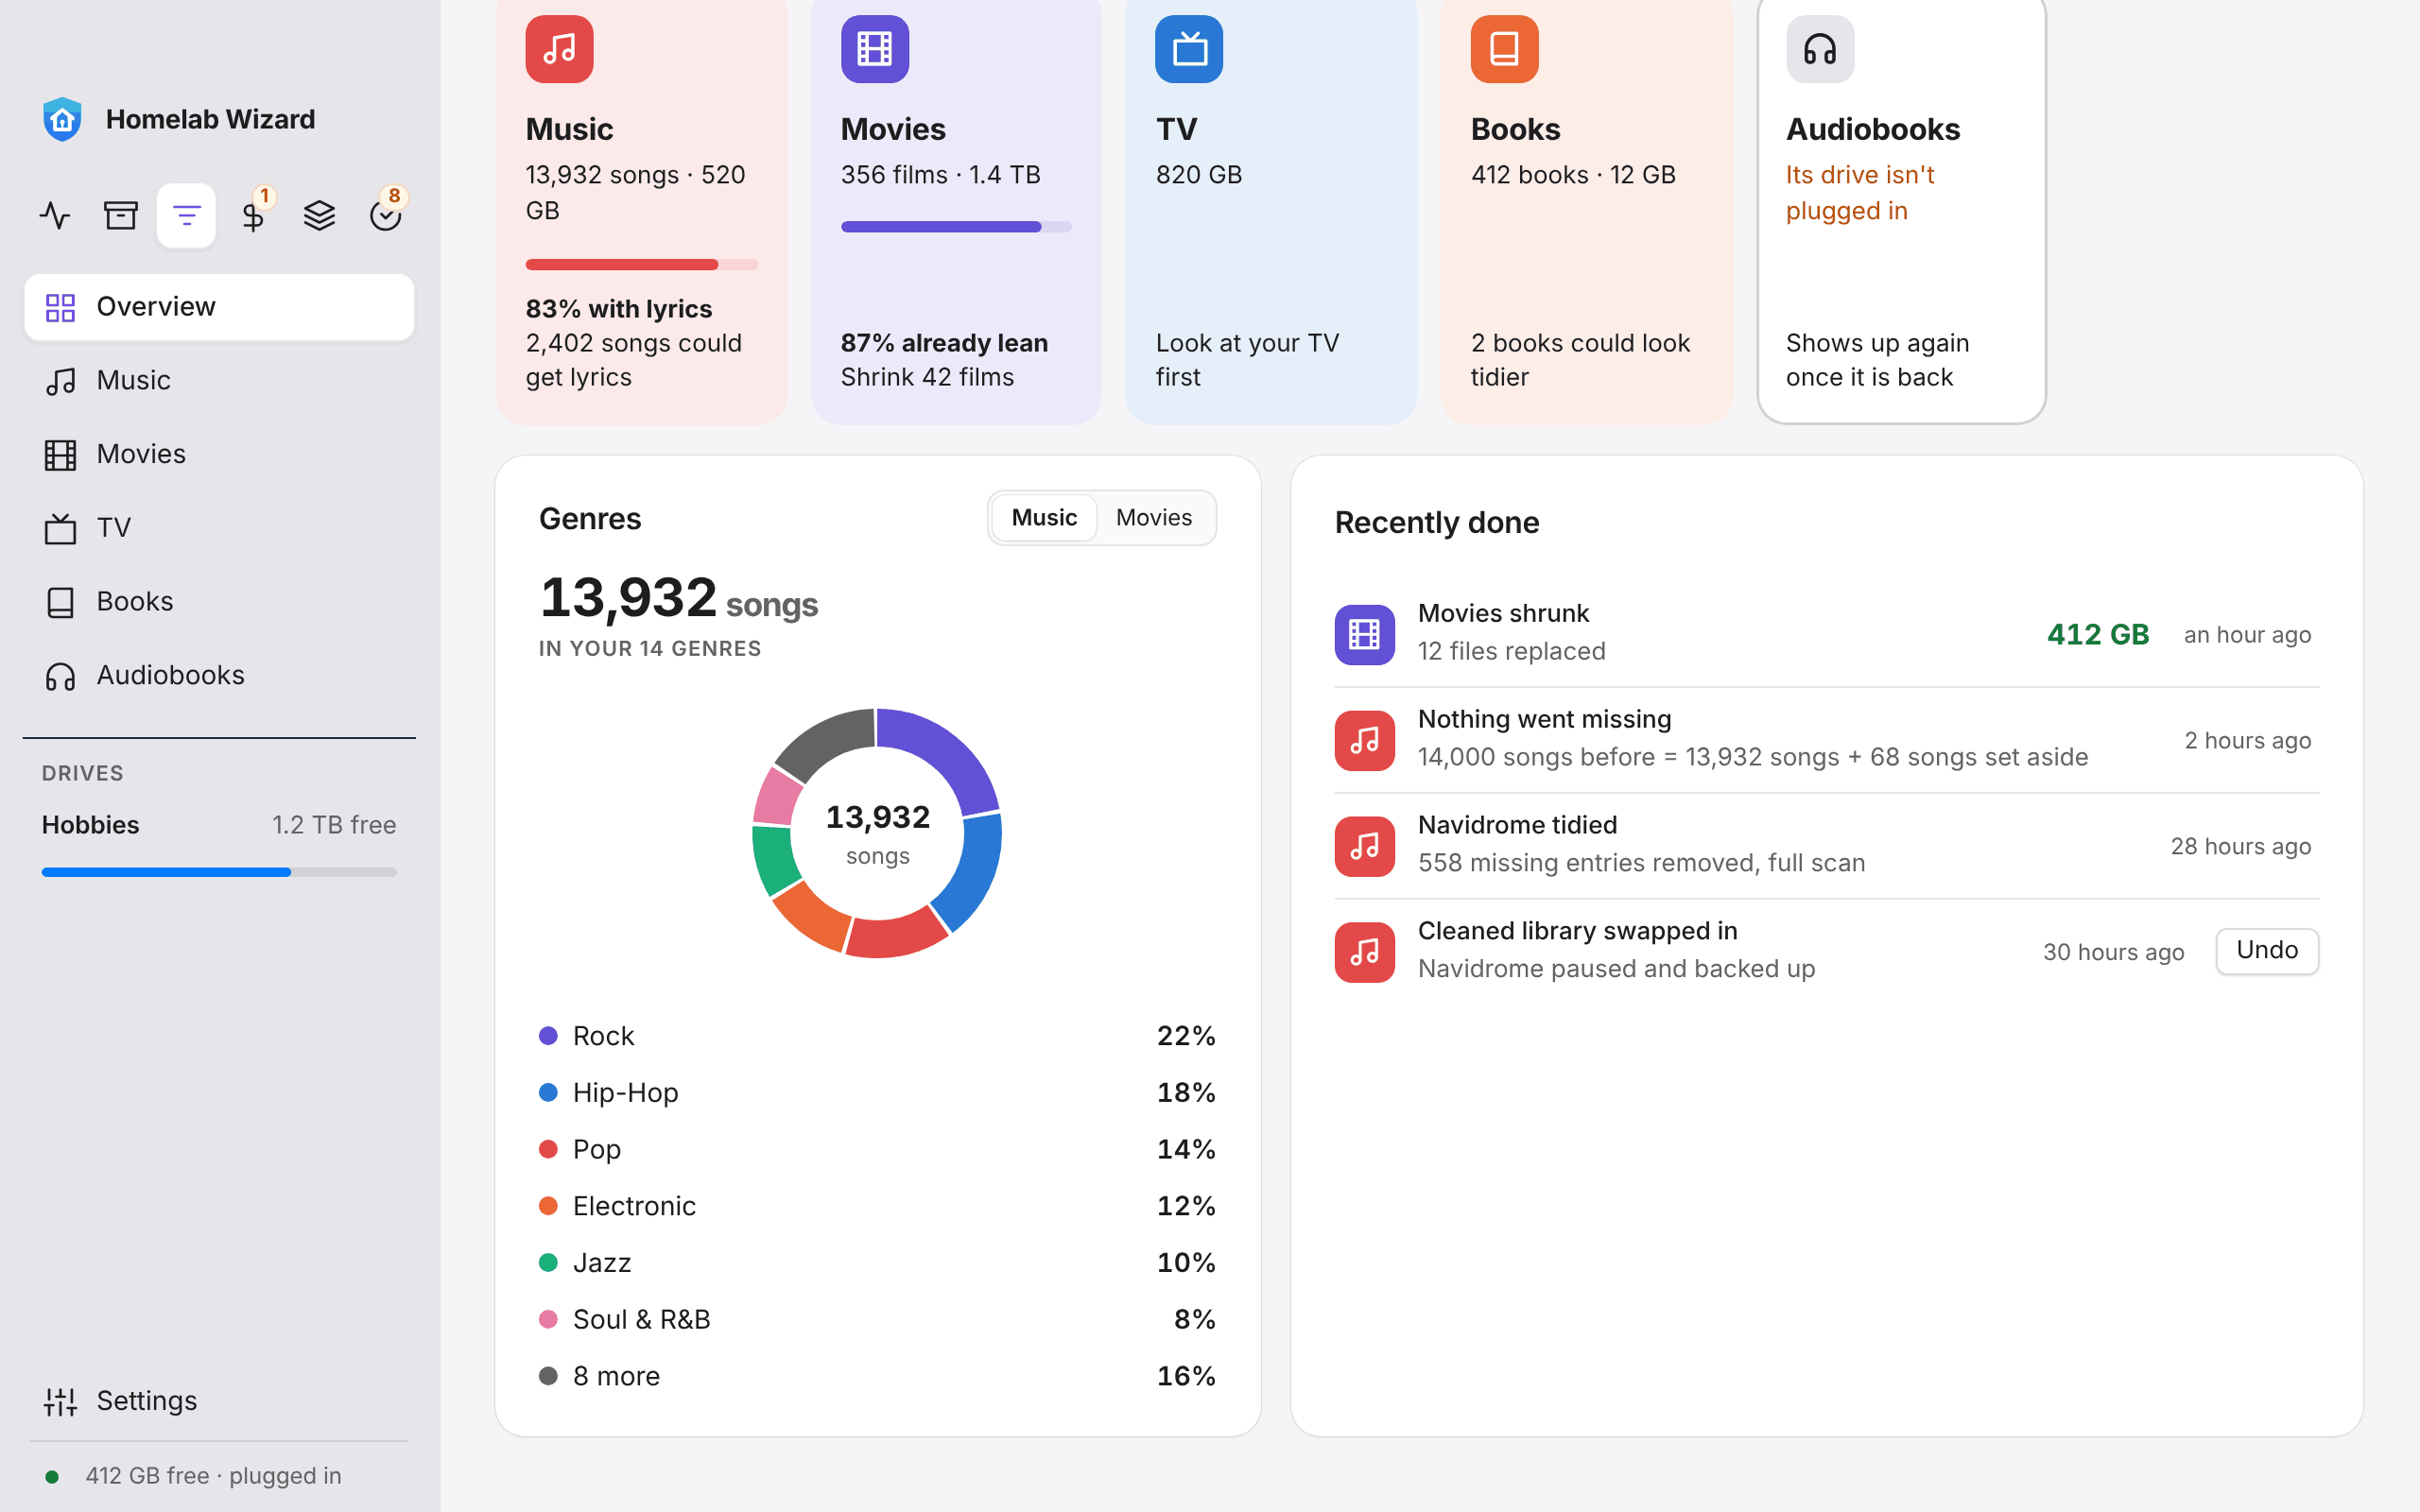 Homelab Wizard
1
8
Overview
Music
Movies
TV
Books
Audiobooks
DRIVES
Hobbies
1.2 TB free
Settings
412 GB free · plugged in
Music
13,932 songs · 520
GB
83% with lyrics
2,402 songs could
get lyrics
Movies
356 films · 1.4 TB
87% already lean
Shrink 42 films
TV
820 GB
Look at your TV
first
Books
412 books · 12 GB
2 books could look
tidier
Audiobooks
Its drive isn't
plugged in
Shows up again
once it is back
Genres
Music
Movies
13,932 songs
IN YOUR 14 GENRES
13,932
songs
Rock 22%
Hip-Hop 18%
Pop 14%
Electronic 12%
Jazz 10%
Soul & R&B 8%
8 more 16%
Recently done
Movies shrunk
12 files replaced
412 GB
an hour ago
Nothing went missing
14,000 songs before = 13,932 songs + 68 songs set aside
2 hours ago
Navidrome tidied
558 missing entries removed, full scan
28 hours ago
Cleaned library swapped in
Navidrome paused and backed up
30 hours ago
Undo